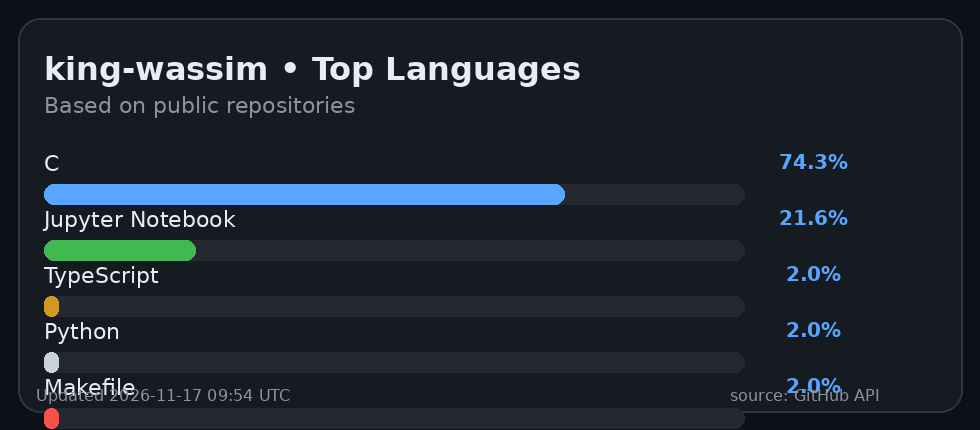 king-wassim • Top Languages
Based on public repositories
C 74.3%
Jupyter Notebook 21.6%
TypeScript 2.0%
Python 2.0%
Makefile 2.0%
Updated 2026-11-17 09:54 UTC source: GitHub API